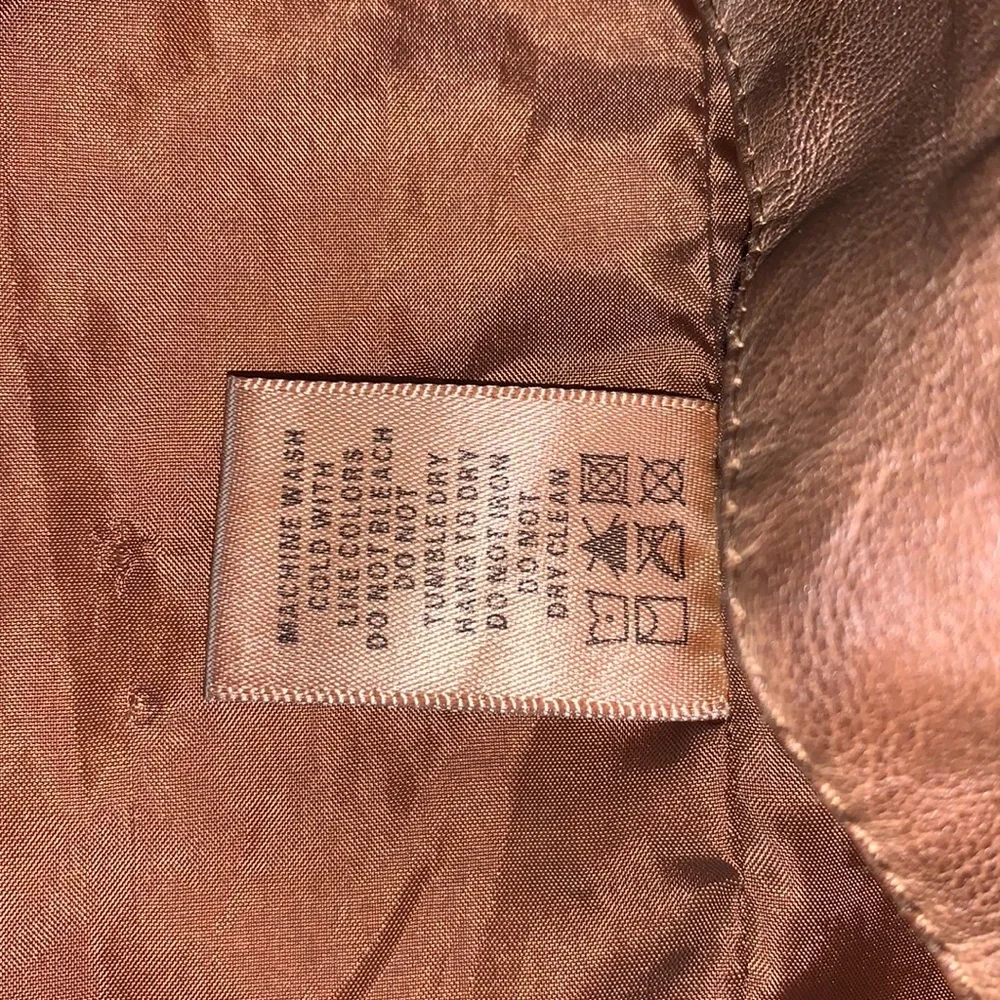 MACHINE WASH
COLD WITH
LIKE COLORS
DO NOT BLEACH
DO NOT
TUMBLE DRY
HANG TO DRY
DO NOT IRON
DO NOT
DRY CLEAN